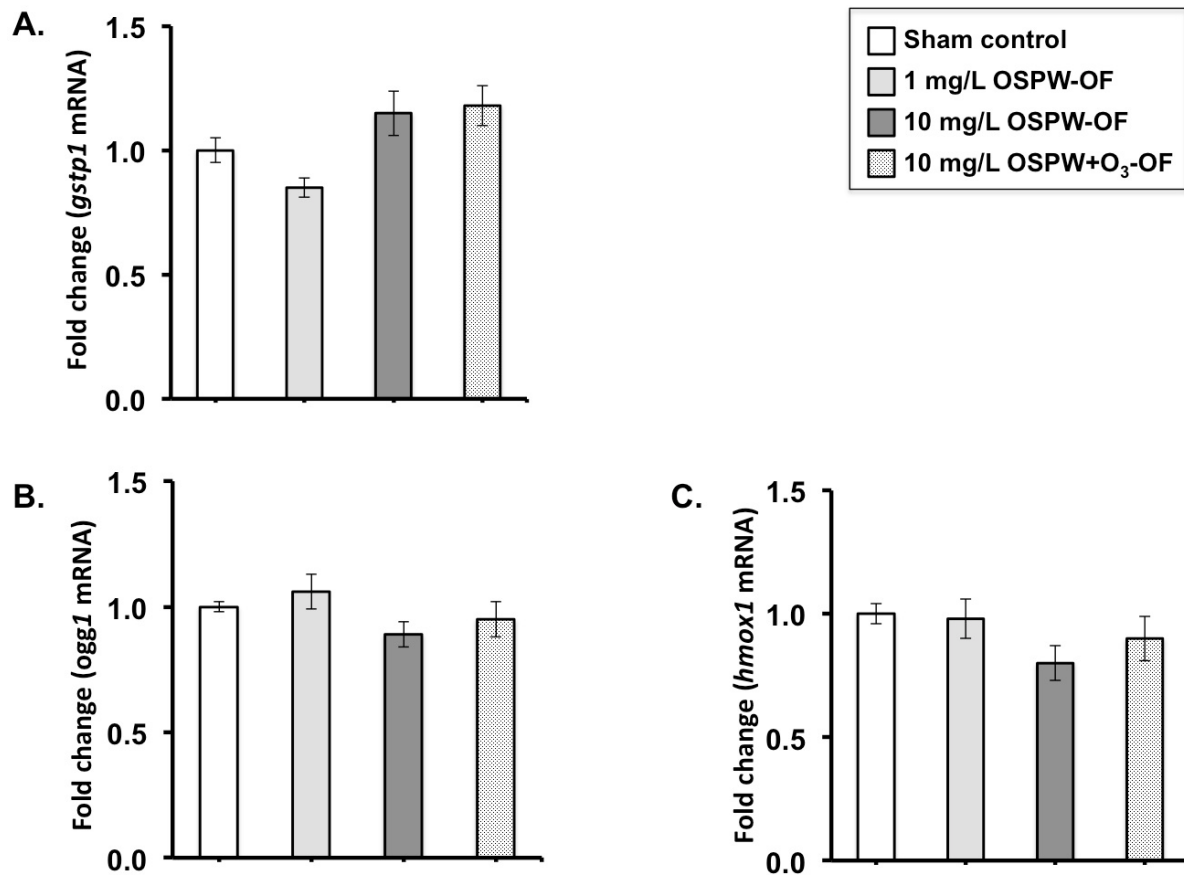 A.
Fold change (gstp1 mRNA)
1.5
1.0
0.5
0.0
Sham control
1 mg/L OSPW-OF
10 mg/L OSPW-OF
10 mg/L OSPW+O₃-OF
B.
Fold change (ogg1 mRNA)
1.5
1.0
0.5
0.0
C.
Fold change (hmox1 mRNA)
1.5
1.0
0.5
0.0